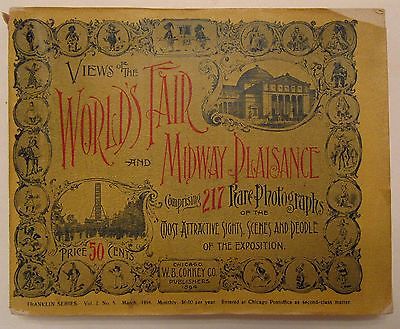 VIEWS OF THE
WORLD'S FAIR
AND
MIDWAY PLAISANCE
COMPRISING 217 Rare Photographs
OF THE
MOST ATTRACTIVE SIGHTS, SCENES, AND PEOPLE
OF THE EXPOSITION.
PRICE 50 CENTS
CHICAGO
W.B. CONKEY CO.
PUBLISHERS
1894
FRANKLIN SERIES. Vol. 2 No. 5. March, 1894. Monthly. $6.00 per year. Entered at Chicago Postoffice as second-class matter.